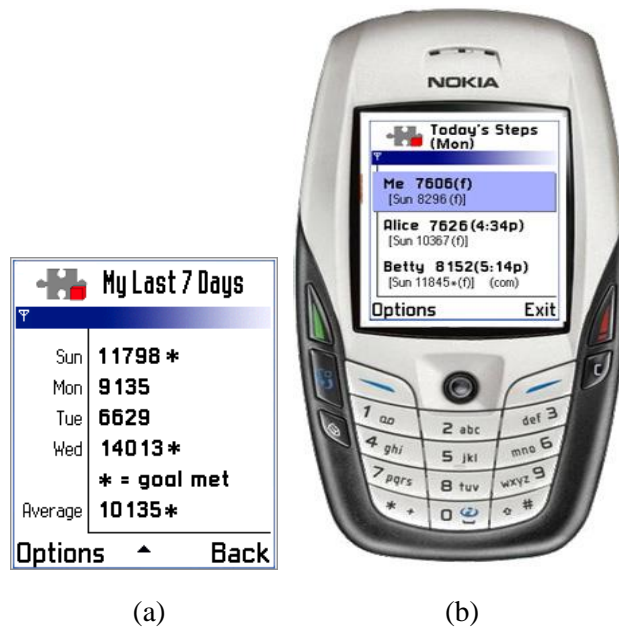 My Last 7 Days
Sun 11798 *
Mon 9135
Tue 6629
Wed 14013 *
* = goal met
Average 10135*
Options Back
(a)
NOKIA
Today's Steps
(Mon)
Me 7606(f)
[Sun 8296 (f)]
Alice 7626(4:34p)
[Sun 10367 (f)]
Betty 8152(5:14p)
[Sun 11845*(f)] (com)
Options Exit
C
1 2 abc def 3
4 ghi 5 jkl mno 6
7 pqrs 8 tuv wxyz 9
* + 0 #
(b)